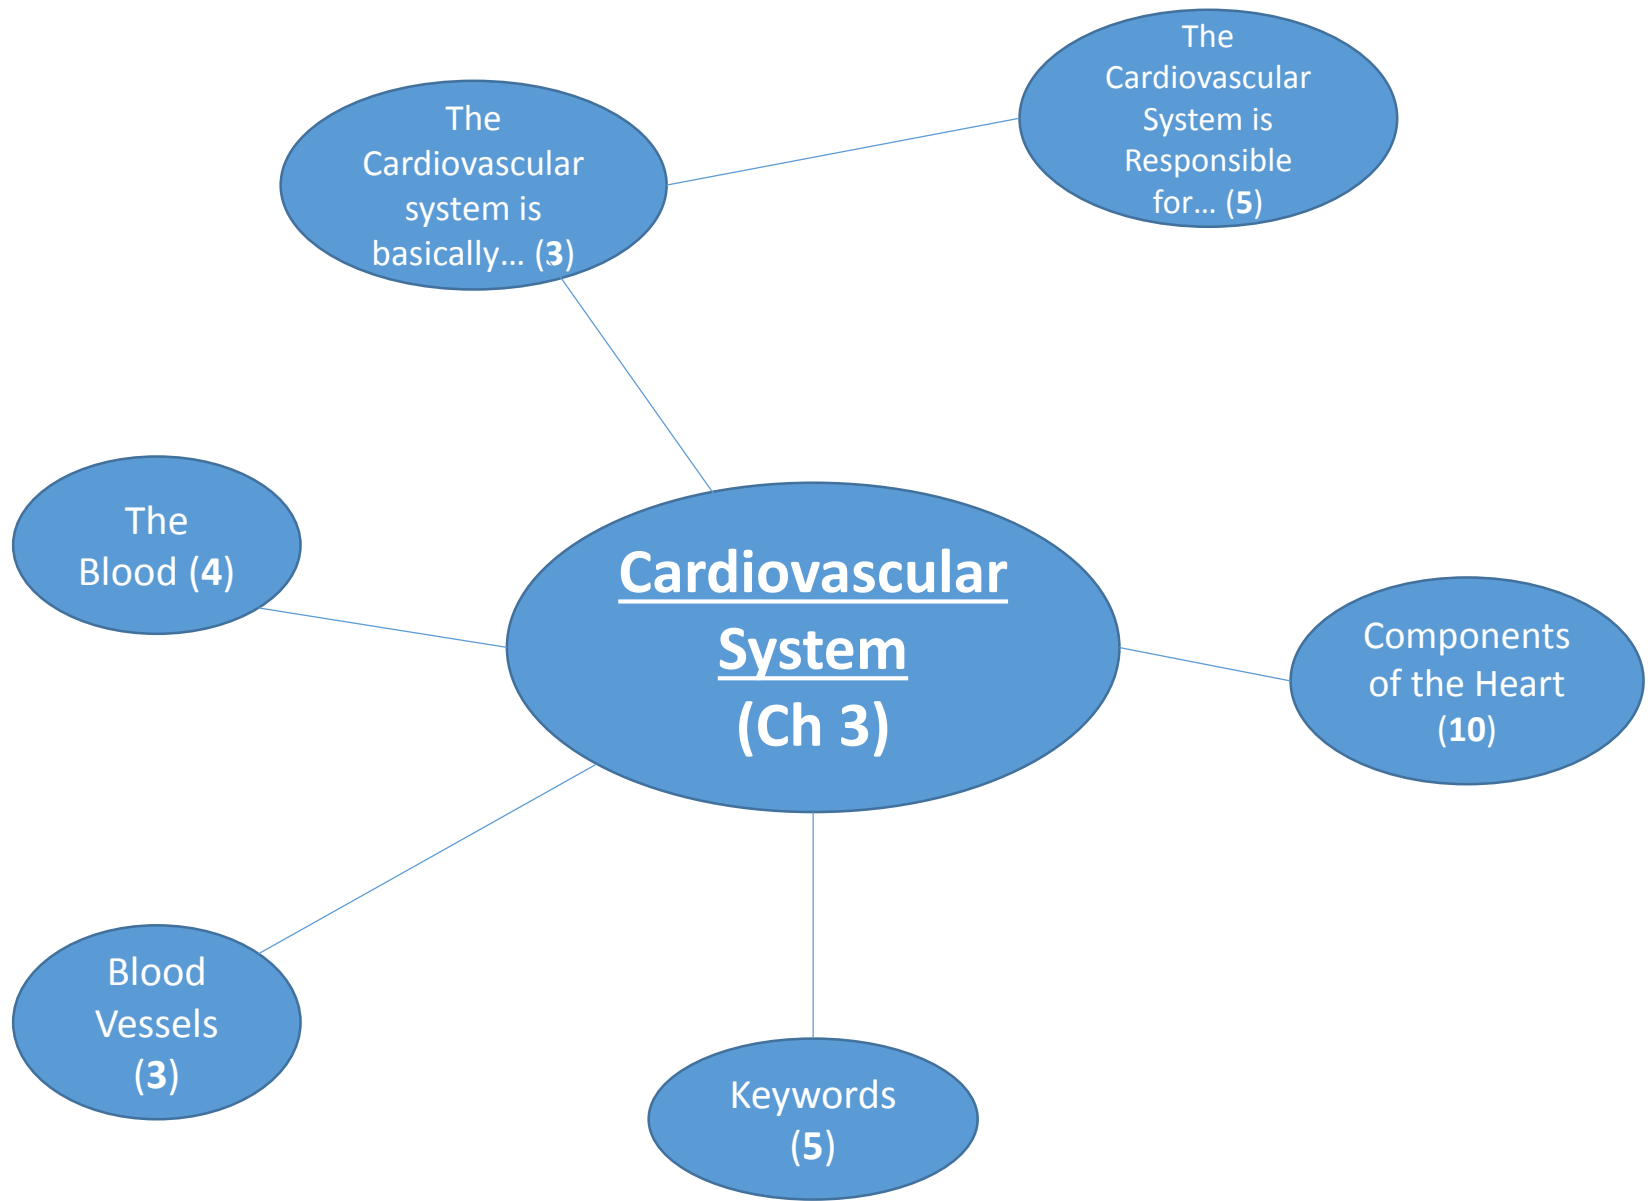 The
Cardiovascular
System is
Responsible
for... (5)
The
Cardiovascular
system is
basically... (3)
The
Blood (4)
Cardiovascular
System
(Ch 3)
Components
of the Heart
(10)
Blood
Vessels
(3)
Keywords
(5)